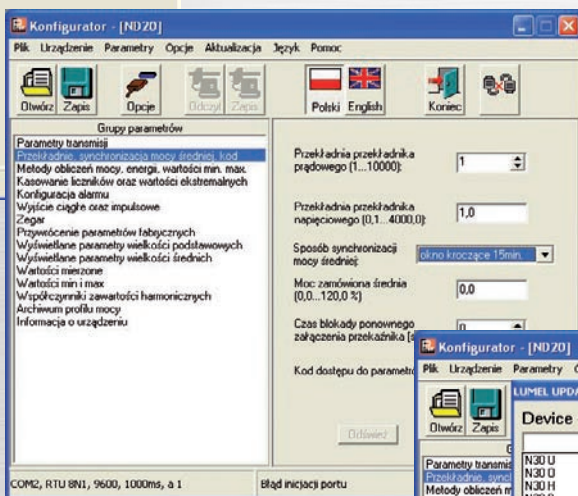 Konfigurator - [ND20]
Plik Urządzenie Parametry Opcje Aktualizacja Język Pomoc
Otwórz Zapis Opcje Odczyt Zapis Polski English Koniec
Grupy parametrów
Parametry transmisji
Przekładnie, synchronizacja mocy średniej, kod
Metody obliczeń mocy, energi, wartości min. max.
Kasowanie liczników oraz wartości ekstremalnych
Konfiguracja alarmu
Wyjście ciągłe oraz impulsowe
Zegar
Przywrócenie parametrów fabrycznych
Wyświetlane parametry wielkości podstawowych
Wyświetlane parametry wielkości średnich
Wartości mierzone
Wartości min i max
Współczynniki zawartości harmonicznych
Archiwum profilu mocy
Informacja o urządzeniu
Przekładnia przekładnika
prądowego (1...10000):
1
Przekładnia przekładnika
napięciowego (0,1...4000,0):
1,0
Sposób synchronizacji
mocy średniej:
okno kroczące 15min.
Moc zamówiona średnia
(0,0...120,0 %)
0,0
Czas blokady ponownego
załączenia przekaźnika [s
0
Kod dostępu do parametró
Odśwież
COM2, RTU 8N1, 9600, 1000ms, a 1
Błąd inicjacji portu
Konfigurator - [ND20]
Plik Urządzenie Parametry O
Otwórz Zapis
LUMEL UPDA
Device
G
Parametry transmis
Przekładnie, synch
Metody obliczeń m
N30 U
N30 O
N30 H